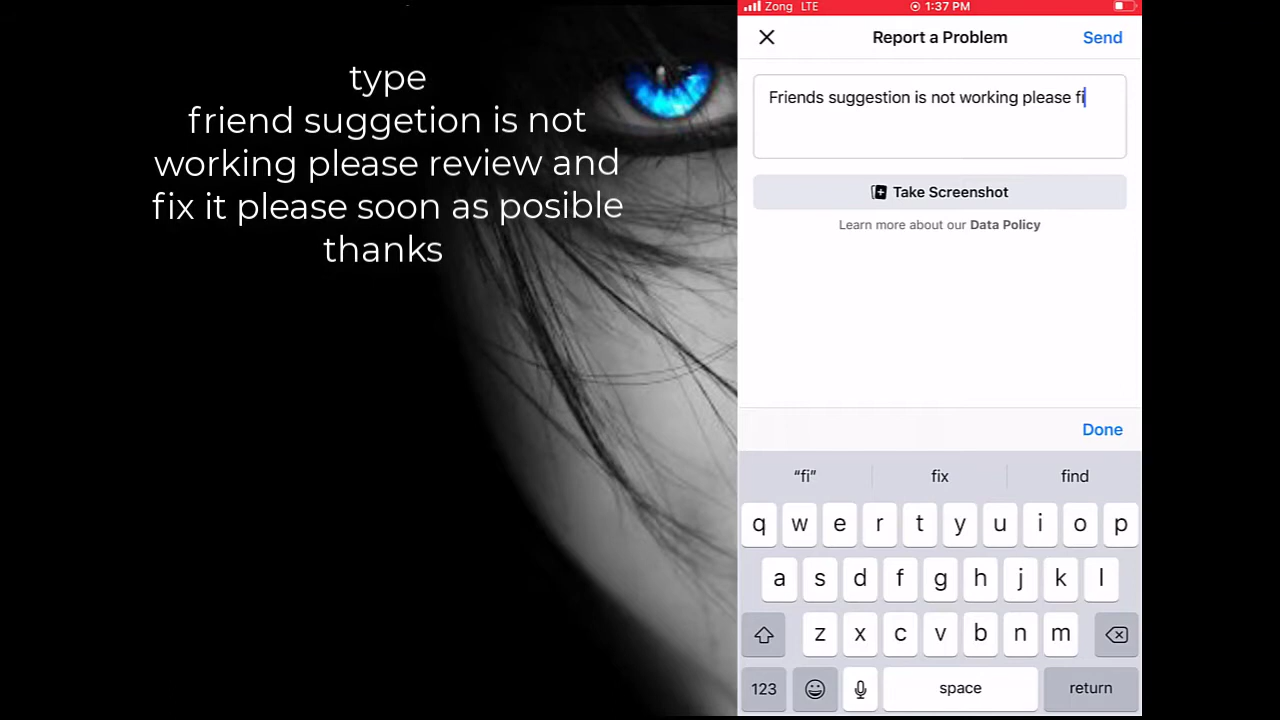 type
friend suggetion is not
working please review and
fix it please soon as posible
thanks
Zong LTE 1:37 PM
Report a Problem Send
Friends suggestion is not working please fi
Take Screenshot
Learn more about our Data Policy
Done
“fi” fix find
q w e r t y u i o p
a s d f g h j k l
z x c v b n m
123 space return